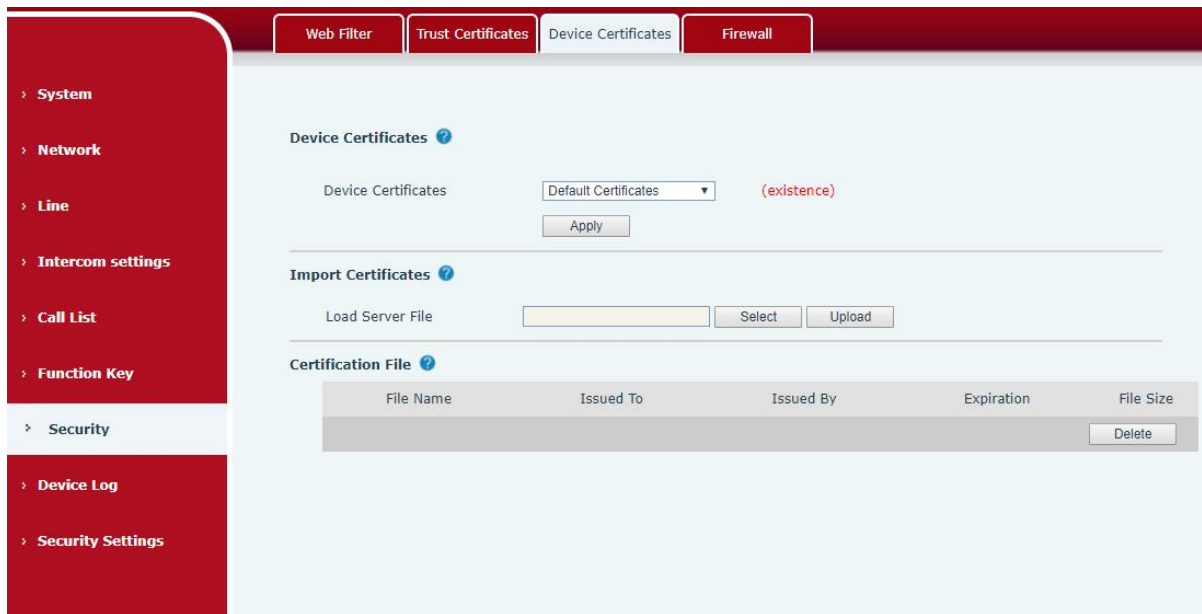 Web Filter Trust Certificates Device Certificates Firewall
System
Network
Line
Intercom settings
Call List
Function Key
Security
Device Log
Security Settings
Device Certificates
Device Certificates Default Certificates (existence)
Apply
Import Certificates
Load Server File Select Upload
Certification File
File Name Issued To Issued By Expiration File Size
Delete